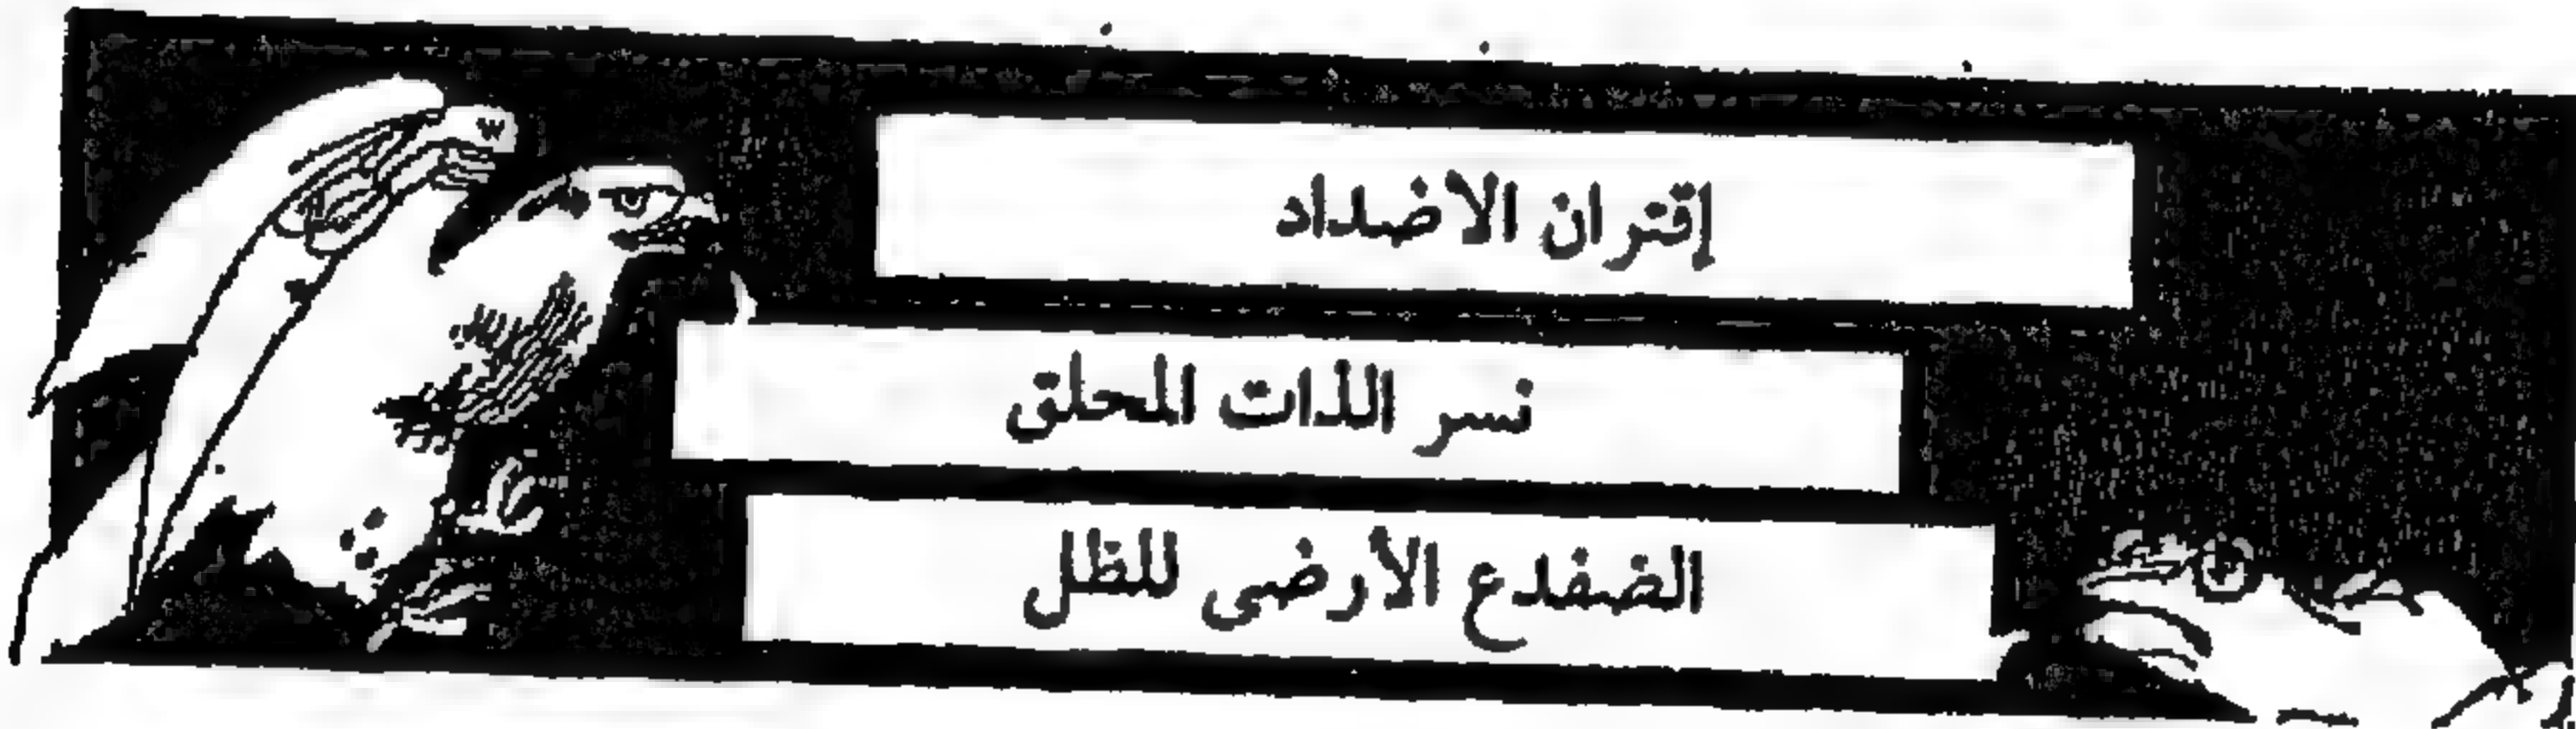 إقتران الاضداد
نسر الذات المحلق
الضفدع الأرضى للظل